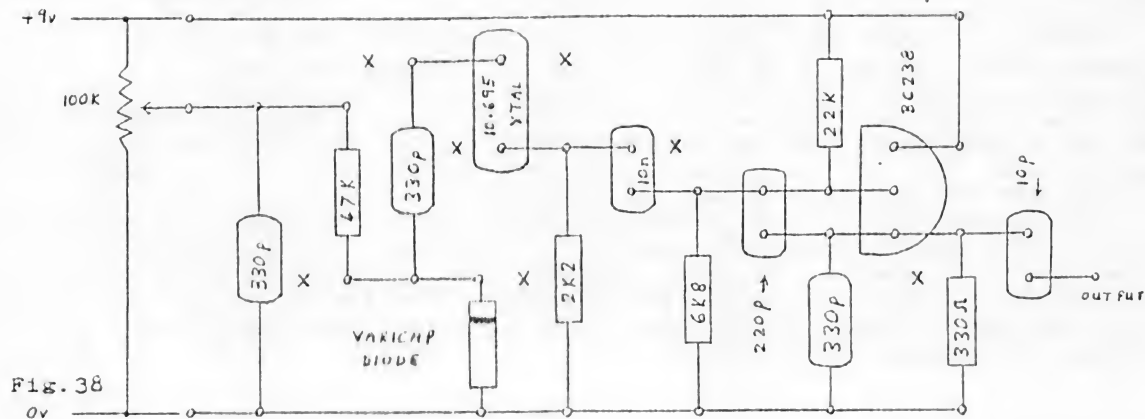 +9v
100K
330p
67K
330p
10.695
XTAL
VARICAP
DIODE
2K2
10n
6K8
220p →
22K
330p
BC238
330Ω
10p
→
OUTPUT
Fig.38
0v
X
X
X
X
X
X
X